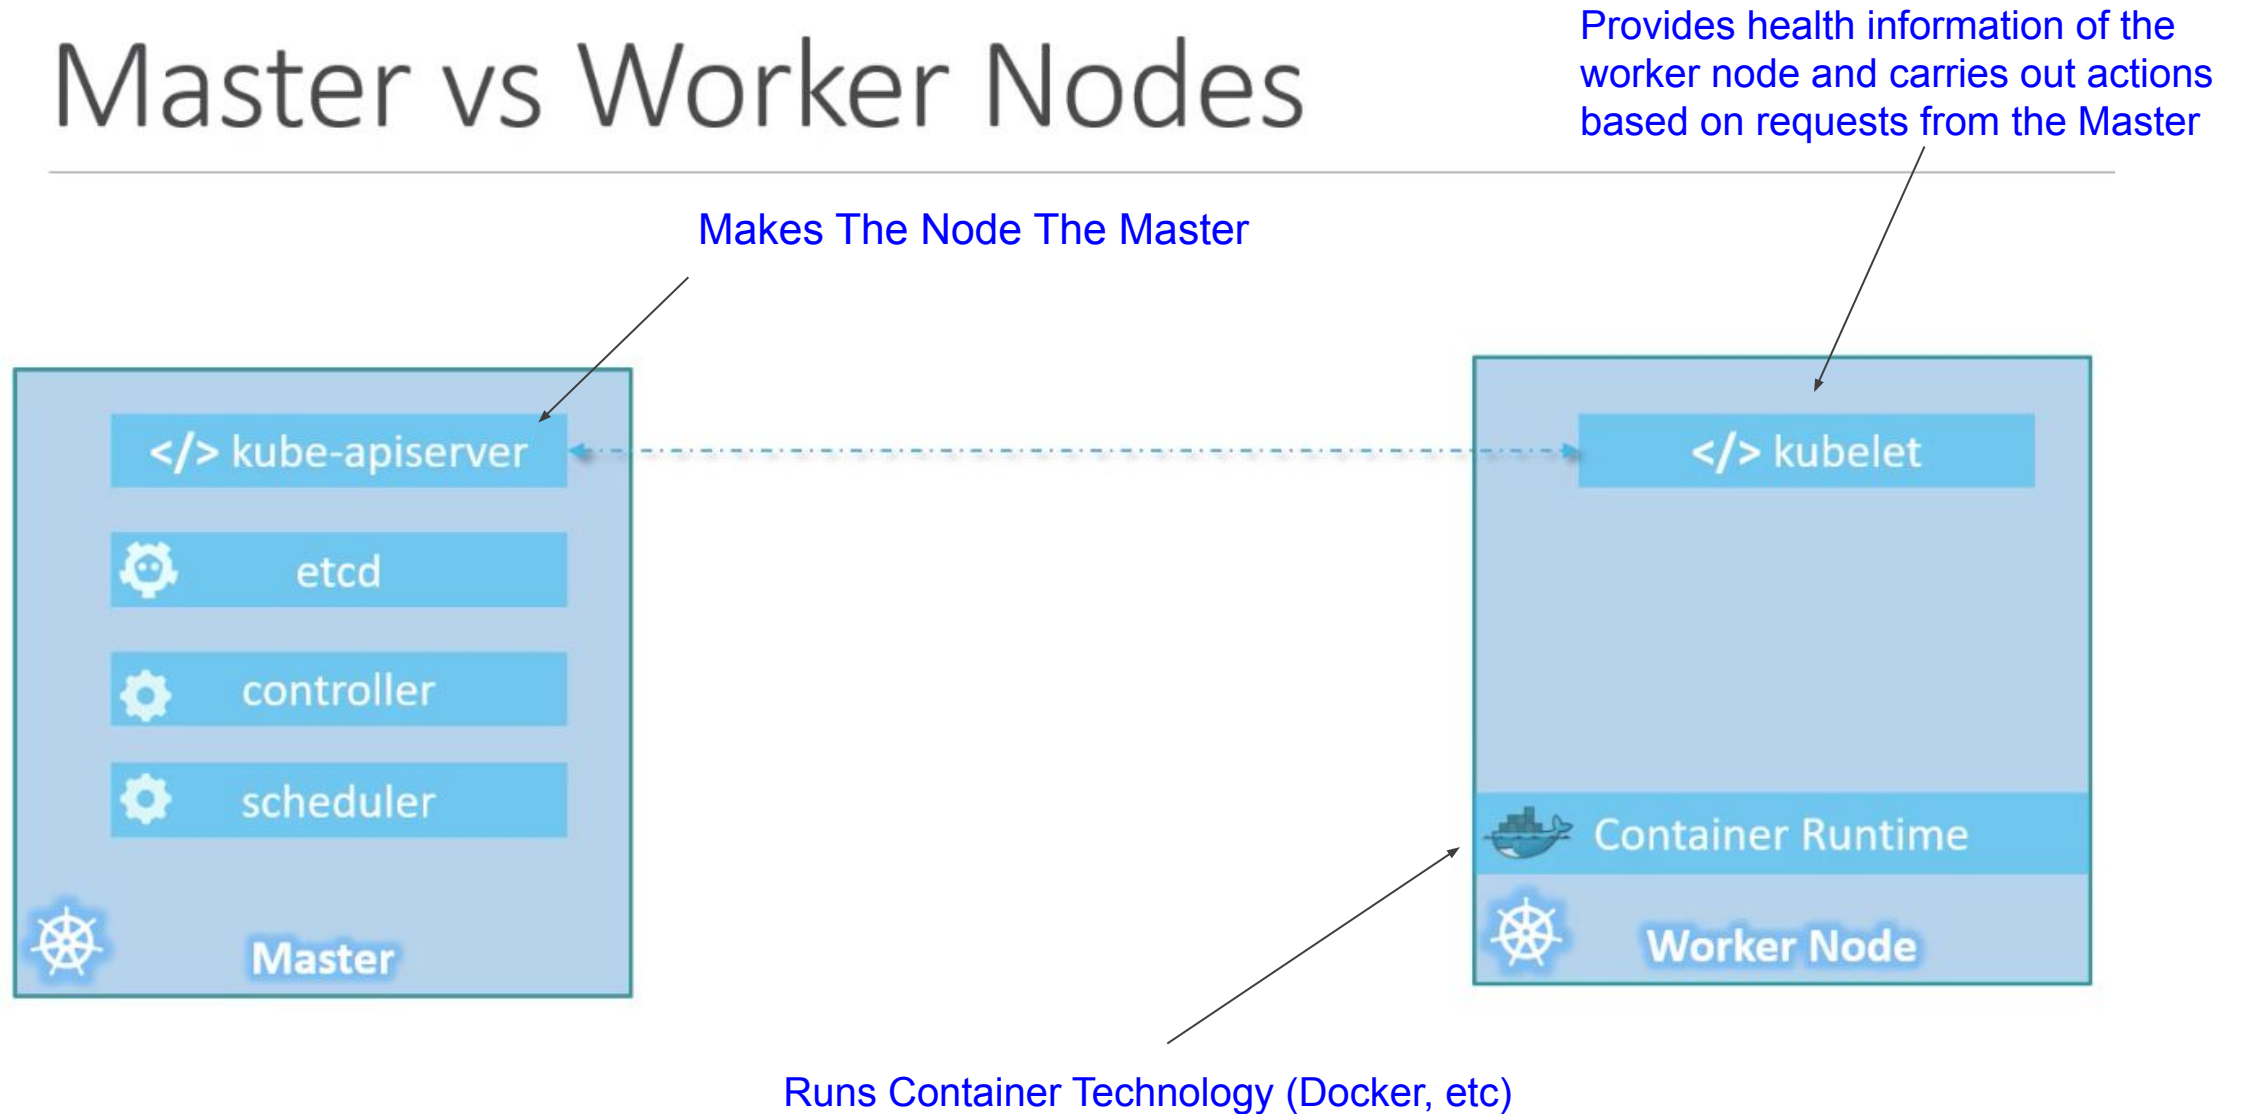 Master vs Worker Nodes
Provides health information of the
worker node and carries out actions
based on requests from the Master
Makes The Node The Master
</> kube-apiserver
etcd
controller
scheduler
Master
</> kubelet
Container Runtime
Worker Node
Runs Container Technology (Docker, etc)